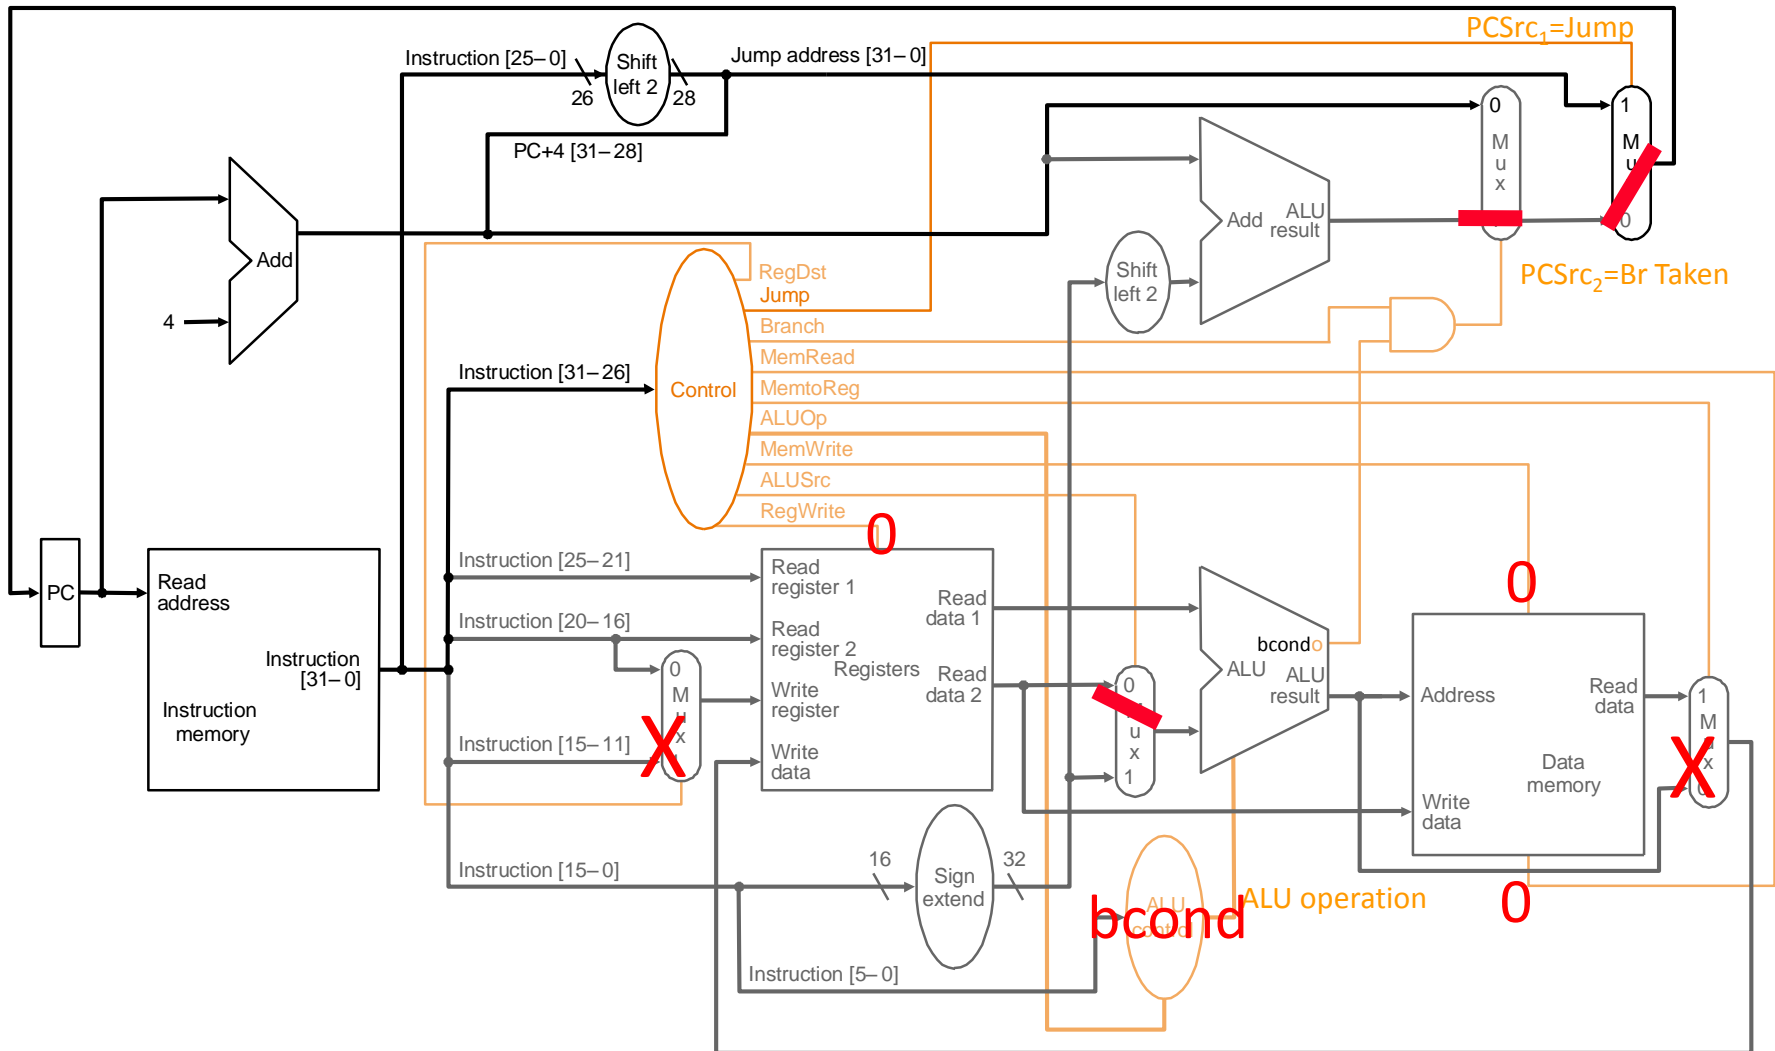 PCSrc1=Jump
Instruction [25–0]
Shift
left 2
Jump address [31–0]
26
28
0
1
PC+4 [31–28]
M
u
x
M
u
Add
ALU
result
Add
0
Shift
left 2
RegDst
PCSrc2=Br Taken
Jump
4
Branch
MemRead
Instruction [31–26]
Control
MemtoReg
ALUOp
MemWrite
ALUSrc
RegWrite
0
Instruction [25–21]
Read
register 1
PC
Read
address
Read
data 1
0
Instruction [20–16]
Read
register 2
bcond
Instruction
[31–0]
0
Registers
Read
data 2
0
ALU
ALU
result
Address
Read
data
1
M
u
x
X
Write
register
Instruction
memory
u
x
1
M
u
x
X
0
Instruction [15–11]
Write
data
Data
memory
Write
data
Instruction [15–0]
16
Sign
extend
32
ALU
control
bcond
ALU operation
0
Instruction [5–0]